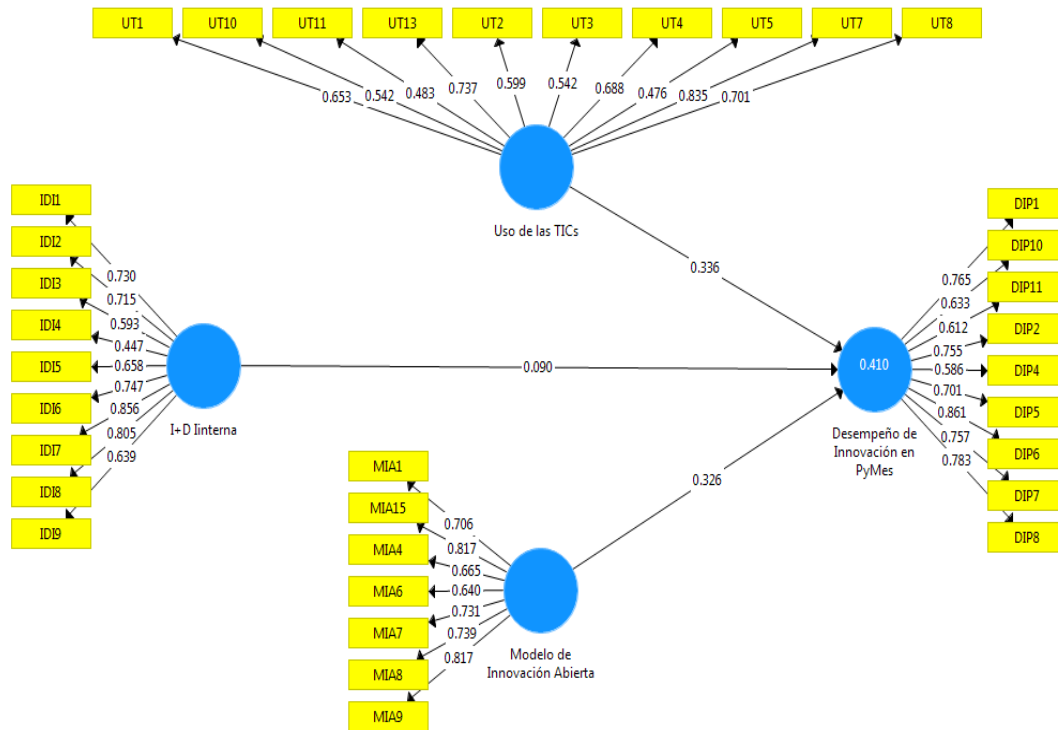 UT1
UT10
UT11
UT13
UT2
UT3
UT4
UT5
UT7
UT8
0.653
0.542
0.483
0.737
0.599
0.542
0.688
0.476
0.835
0.701
Uso de las TICs
IDI1
IDI2
IDI3
IDI4
IDI5
IDI6
IDI7
IDI8
IDI9
0.730
0.715
0.593
0.447
0.658
0.747
0.856
0.805
0.639
I+D Iinterna
0.336
0.090
0.326
MIA1
MIA15
MIA4
MIA6
MIA7
MIA8
MIA9
0.706
0.817
0.665
0.640
0.731
0.739
0.817
Modelo de
Innovación Abierta
0.410
Desempeño de
Innovación en
PyMes
0.765
0.633
0.612
0.755
0.586
0.701
0.861
0.757
0.783
DIP1
DIP10
DIP11
DIP2
DIP4
DIP5
DIP6
DIP7
DIP8